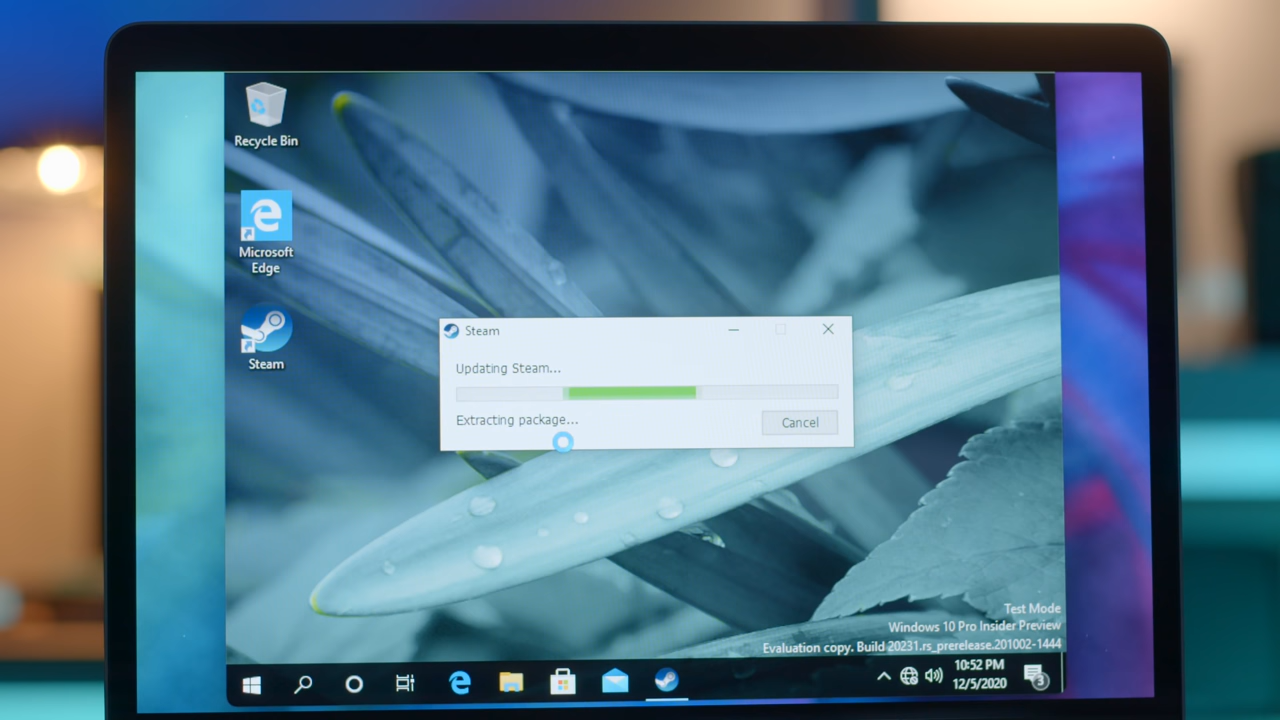 Recycle Bin
Microsoft
Edge
Steam
Steam
Updating Steam...
Extracting package...
Cancel
Test Mode
Windows 10 Pro Insider Preview
Evaluation copy. Build 20231.rs_prerelease.201002-1444
10:52 PM
12/5/2020
3